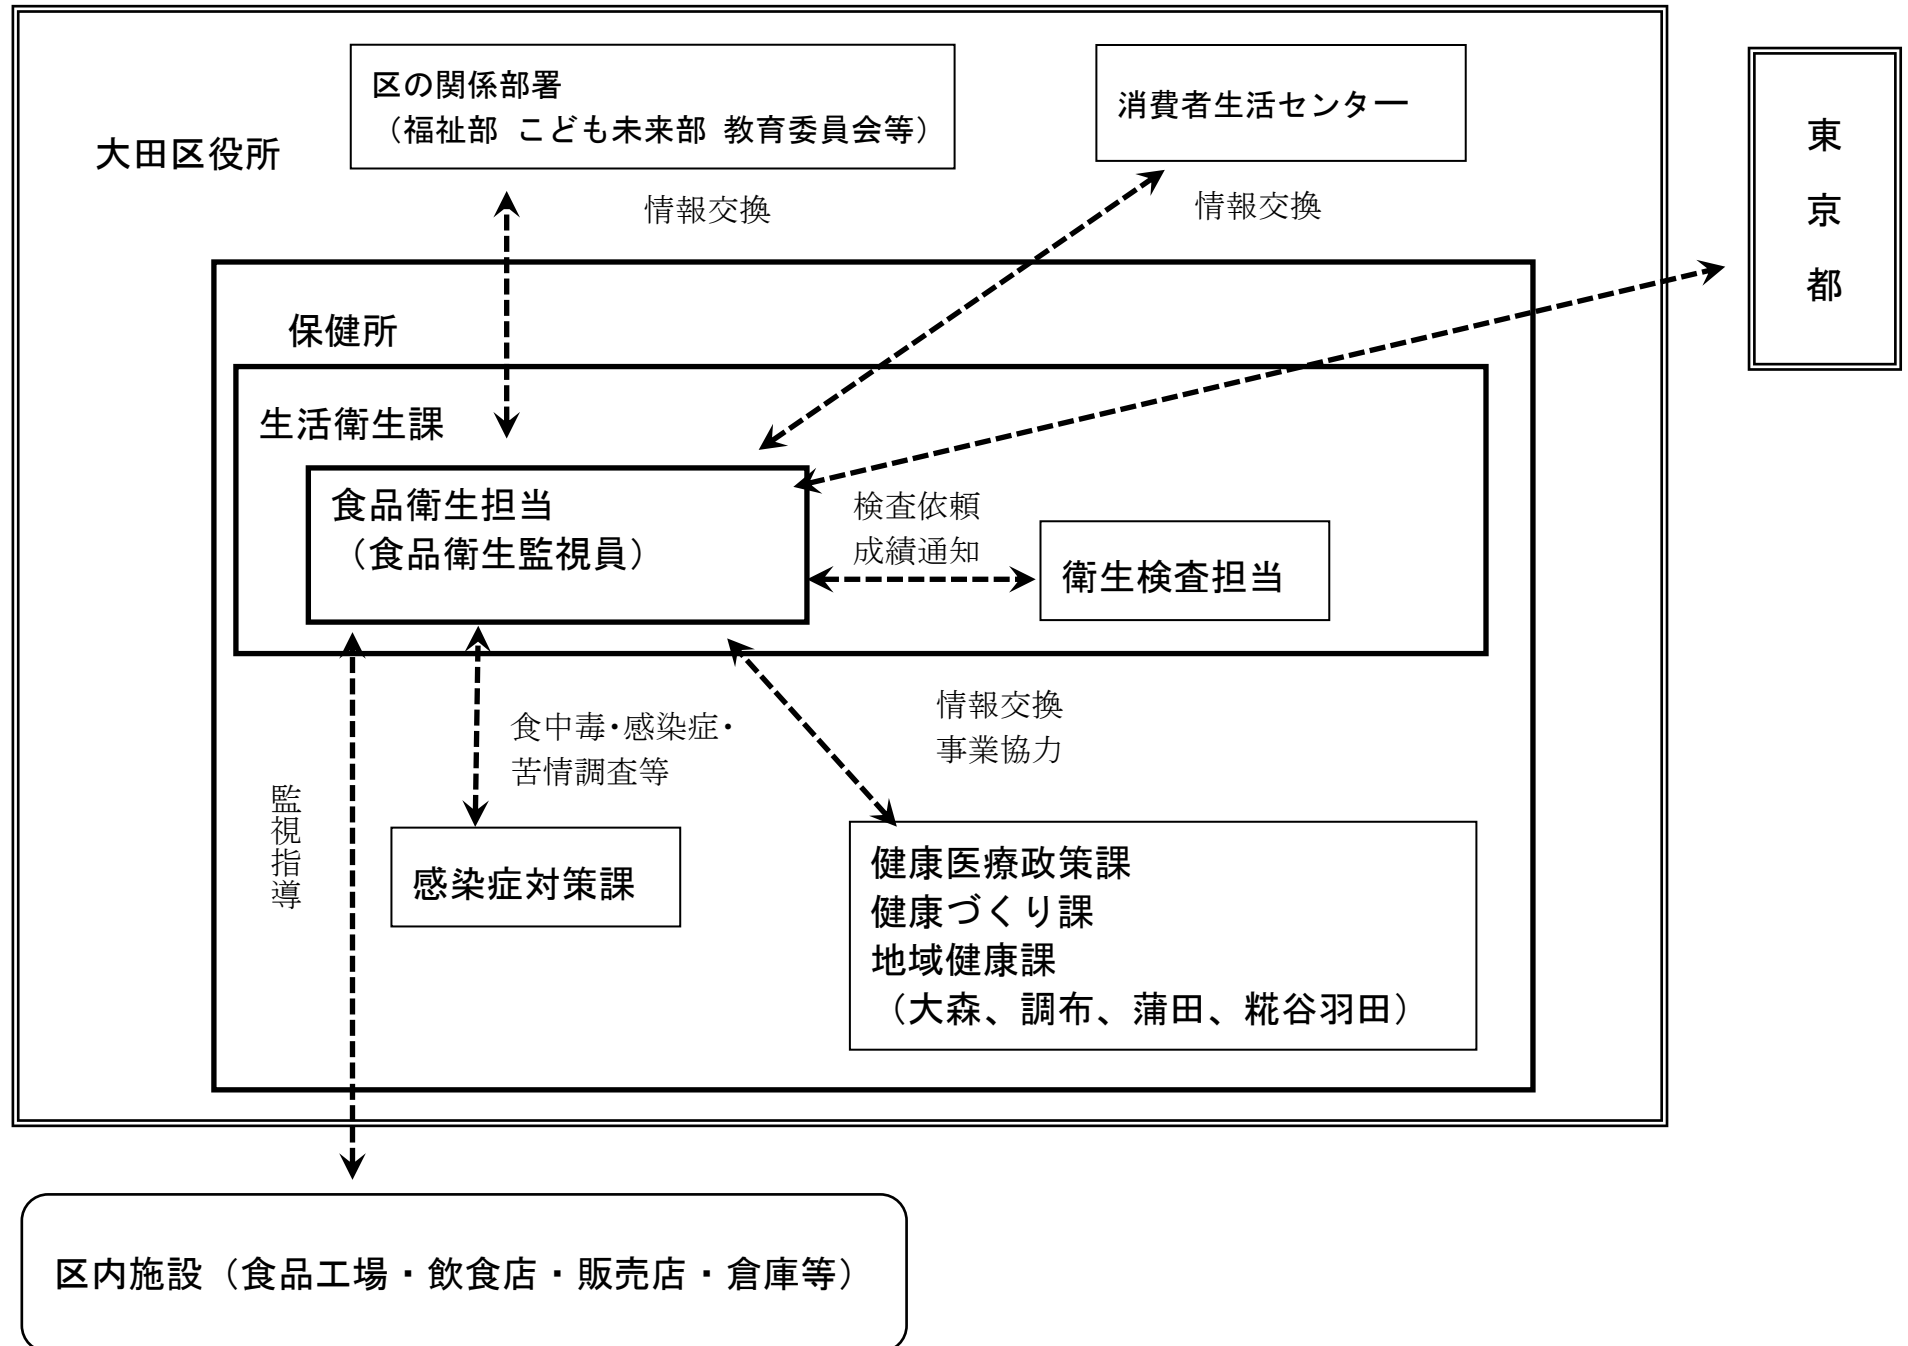 区の関係部署
（福祉部 こども未来部 教育委員会等）
消費者生活センター
東京都
大田区役所
情報交換
情報交換
保健所
生活衛生課
食品衛生担当
（食品衛生監視員）
検査依頼
成績通知
衛生検査担当
食中毒・感染症・
苦情調査等
情報交換
事業協力
監視指導
感染症対策課
健康医療政策課
健康づくり課
地域健康課
（大森、調布、蒲田、糀谷羽田）
区内施設（食品工場・飲食店・販売店・倉庫等）